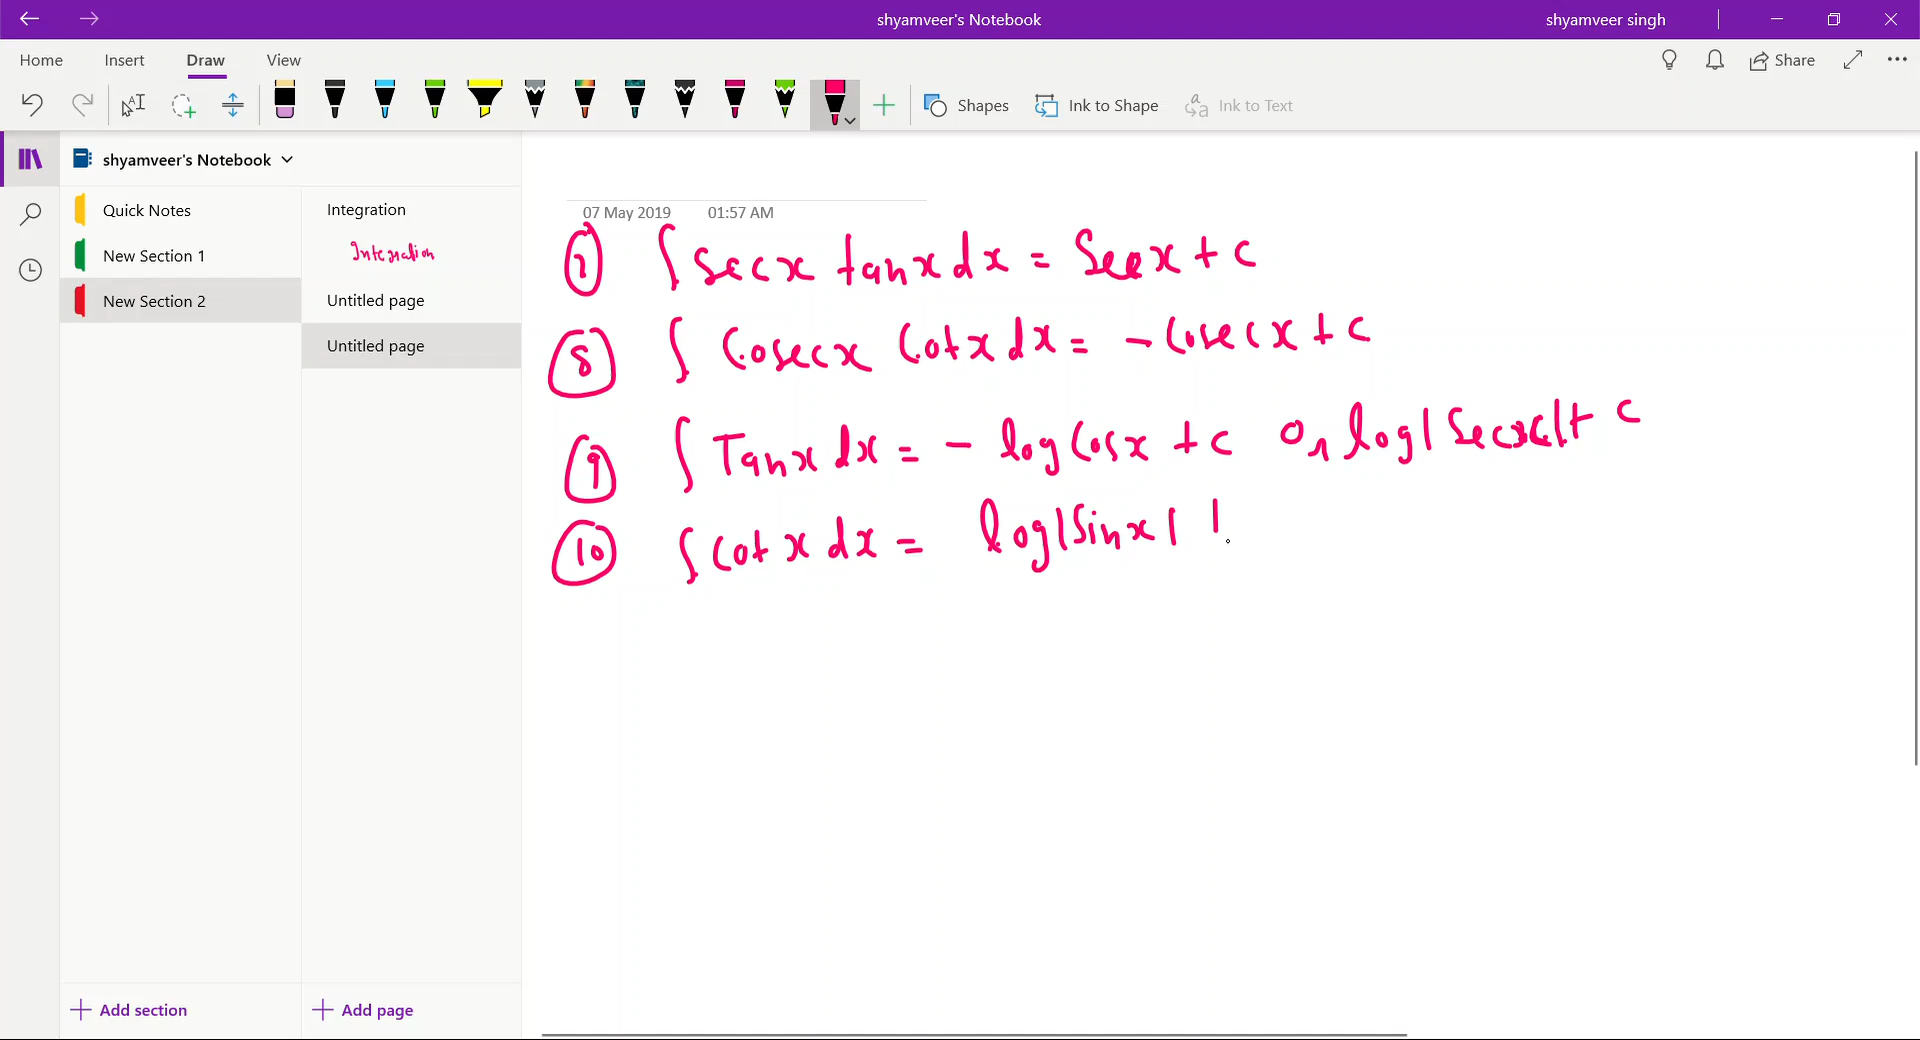 shyamveer's Notebook
shyamveer singh
Home Insert Draw View
Share
Shapes Ink to Shape Ink to Text
shyamveer's Notebook
Quick Notes
New Section 1
New Section 2
Integration
Integration
Untitled page
Untitled page
07 May 2019 01:57 AM
⑦ ∫ Secx tanx dx = Secx + c
⑧ ∫ Cosecx Cotx dx = - Cosecx + c
⑨ ∫ Tanx dx = - log Cosx + c Or log|Secx|+ c
⑩ ∫ Cot x dx = log|Sinx| |
Add section
Add page